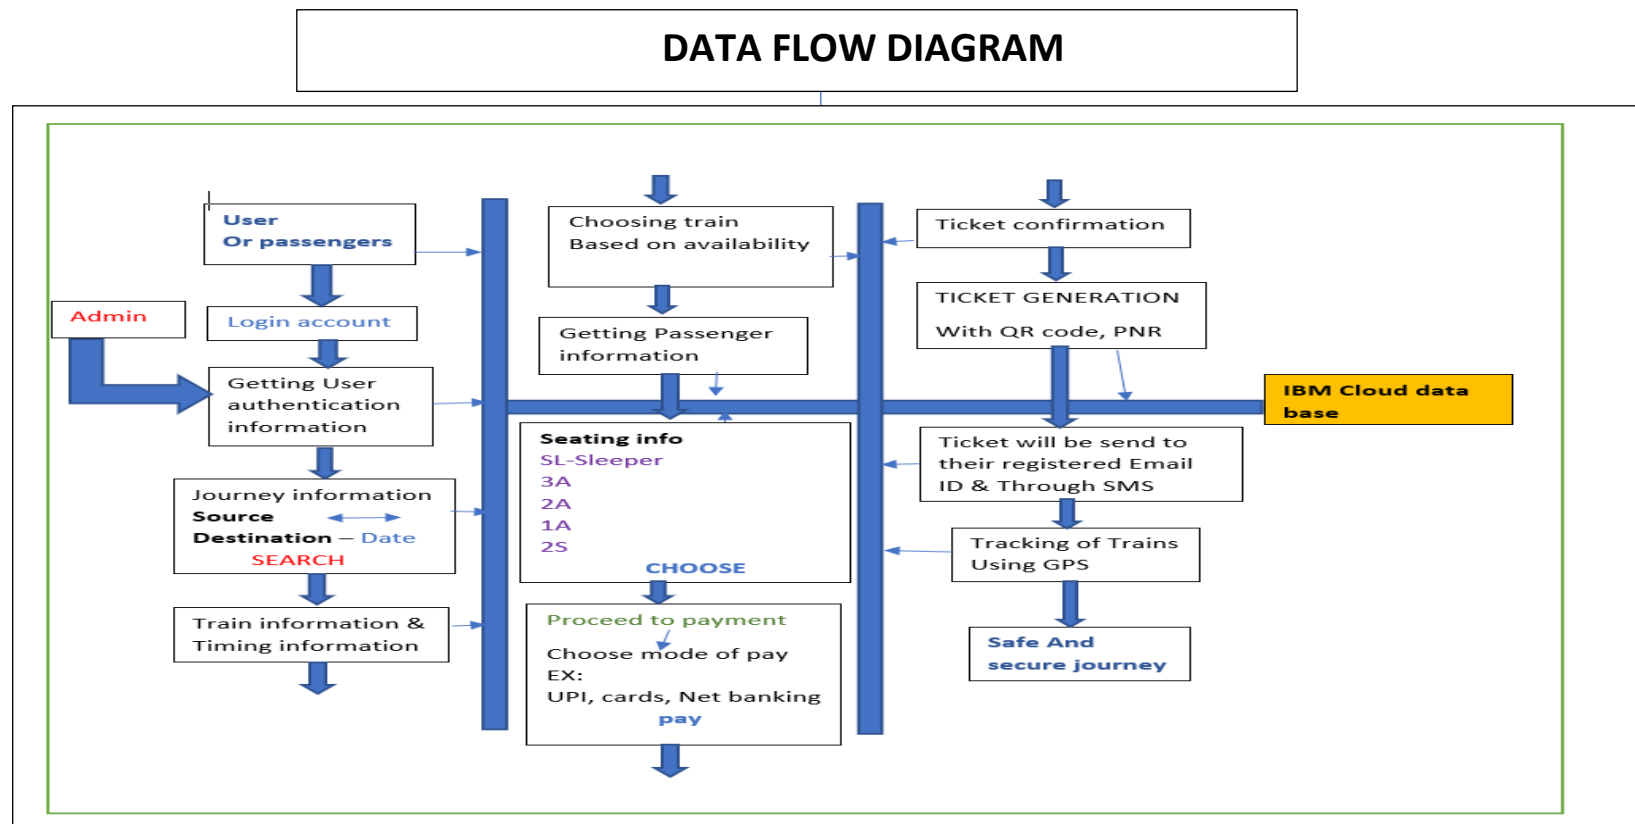 DATA FLOW DIAGRAM
User
Or passengers
Admin
Login account
Getting User
authentication
information
Journey information
Source
Destination – Date
SEARCH
Train information &
Timing information
Choosing train
Based on availability
Getting Passenger
information
Seating info
SL-Sleeper
3A
2A
1A
2S
CHOOSE
Proceed to payment
Choose mode of pay
EX:
UPI, cards, Net banking
pay
Ticket confirmation
TICKET GENERATION
With QR code, PNR
IBM Cloud data
base
Ticket will be send to
their registered Email
ID & Through SMS
Tracking of Trains
Using GPS
Safe And
secure journey